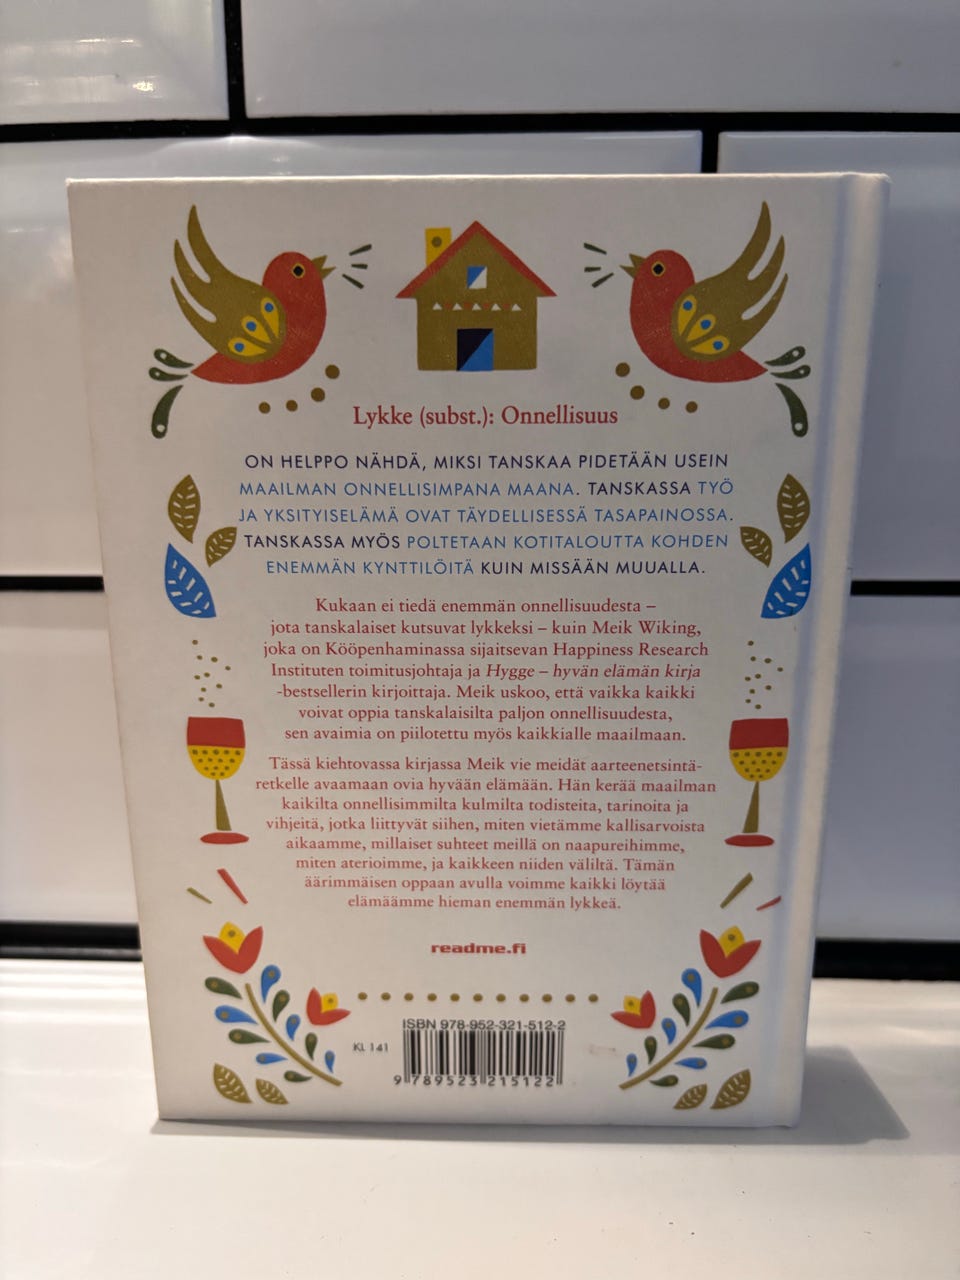 Lykke (subst.): Onnellisuus
ON HELPPO NÄHDÄ, MIKSI TANSKAA PIDETÄÄN USEIN
MAAILMAN ONNELLISIMPANA MAANA. TANSKASSA TYÖ
JA YKSITYISELÄMÄ OVAT TÄYDELLISESSÄ TASAPAINOSSA.
TANSKASSA MYÖS POLTETAAN KOTITALOUTTA KOHDEN
ENEMMÄN KYNTTILÖITÄ KUIN MISSÄÄN MUUALLA.
Kukaan ei tiedä enemmän onnellisuudesta –
jota tanskalaiset kutsuvat lykkeksi – kuin Meik Wiking,
joka on Kööpenhaminassa sijaitsevan Happiness Research
Instituten toimitusjohtaja ja Hygge – hyvän elämän kirja
-bestsellerin kirjoittaja. Meik uskoo, että vaikka kaikki
voivat oppia tanskalaisilta paljon onnellisuudesta,
sen avaimia on piilotettu myös kaikkialle maailmaan.
Tässä kiehtovassa kirjassa Meik vie meidät aarteenetsintä-
retkelle avaamaan ovia hyvään elämään. Hän kerää maailman
kaikilta onnellisimmilta kulmilta todisteita, tarinoita ja
vihjeitä, jotka liittyvät siihen, miten vietämme kallisarvoista
aikaamme, millaiset suhteet meillä on naapureihimme,
miten aterioimme, ja kaikkeen niiden väliltä. Tämän
äärimmäisen oppaan avulla voimme kaikki löytää
elämäämme hieman enemmän lykkeä.
readme.fi
ISBN 978-952-321-512-2
KL 141
9 789523 215122